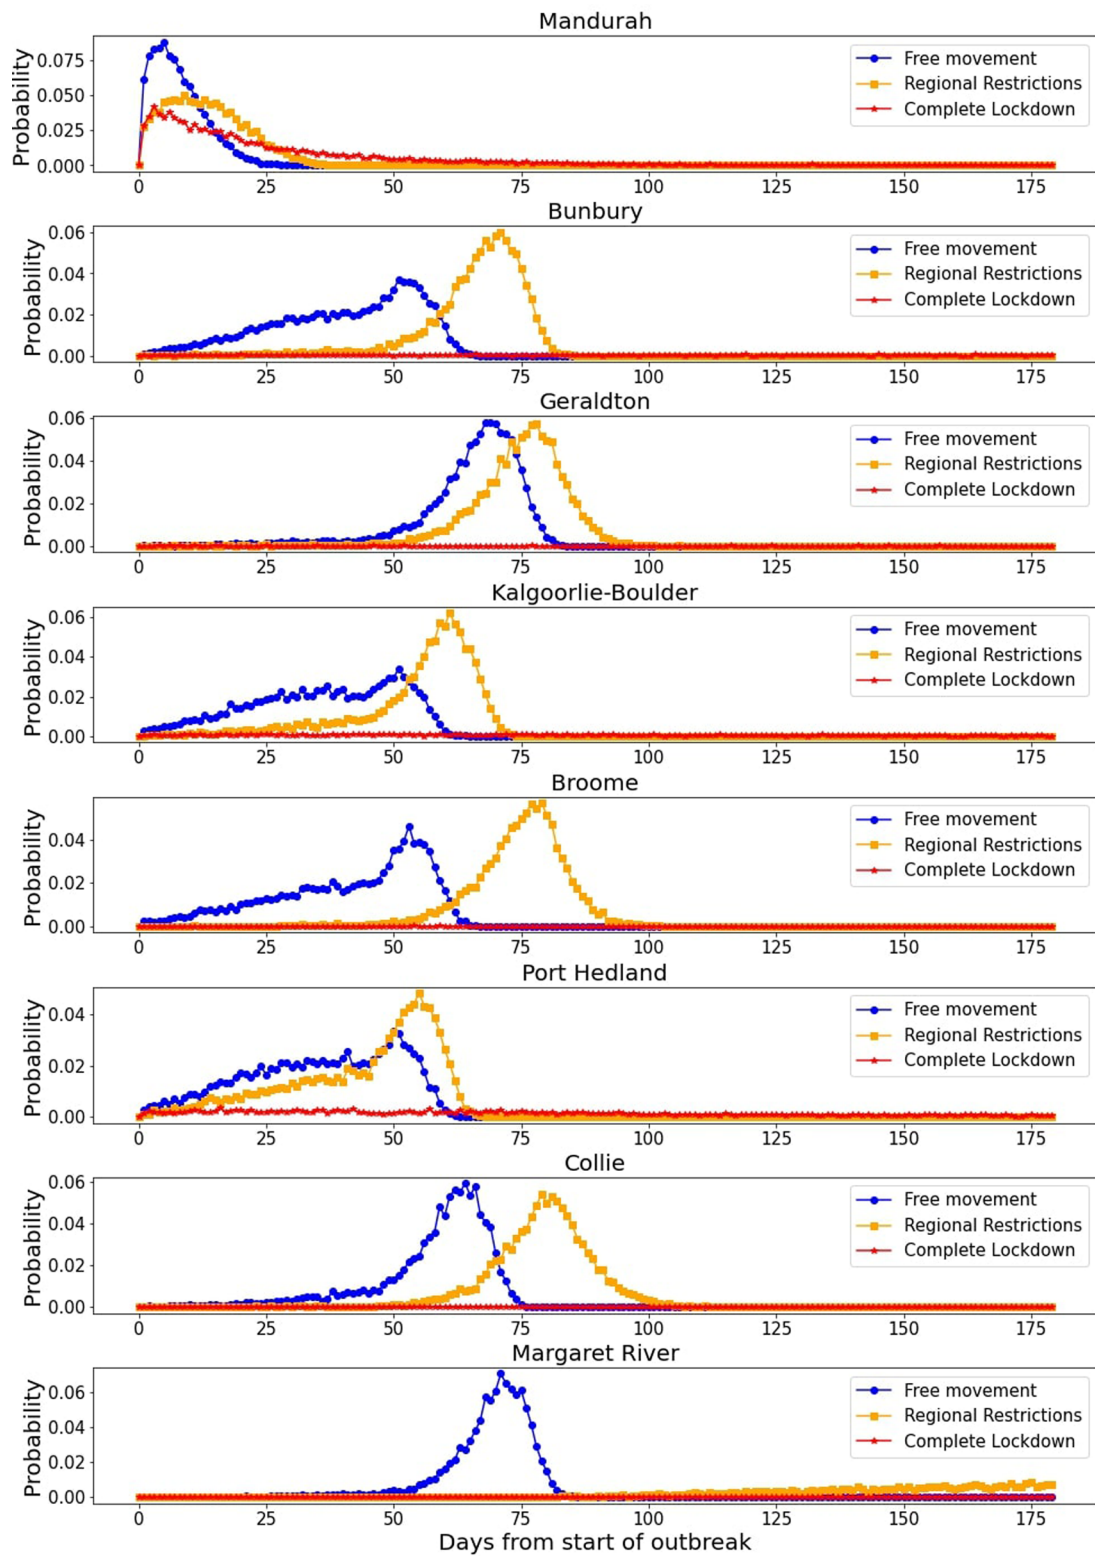 Mandurah
Probability
0.075
0.050
0.025
0.000
Free movement
Regional Restrictions
Complete Lockdown
0 25 50 75 100 125 150 175
Bunbury
Probability
0.06
0.04
0.02
0.00
Free movement
Regional Restrictions
Complete Lockdown
0 25 50 75 100 125 150 175
Geraldton
Probability
0.06
0.04
0.02
0.00
Free movement
Regional Restrictions
Complete Lockdown
0 25 50 75 100 125 150 175
Kalgoorlie-Boulder
Probability
0.06
0.04
0.02
0.00
Free movement
Regional Restrictions
Complete Lockdown
0 25 50 75 100 125 150 175
Broome
Probability
0.04
0.02
0.00
Free movement
Regional Restrictions
Complete Lockdown
0 25 50 75 100 125 150 175
Port Hedland
Probability
0.04
0.02
0.00
Free movement
Regional Restrictions
Complete Lockdown
0 25 50 75 100 125 150 175
Collie
Probability
0.06
0.04
0.02
0.00
Free movement
Regional Restrictions
Complete Lockdown
0 25 50 75 100 125 150 175
Margaret River
Probability
0.06
0.04
0.02
0.00
Free movement
Regional Restrictions
Complete Lockdown
0 25 50 75 100 125 150 175
Days from start of outbreak